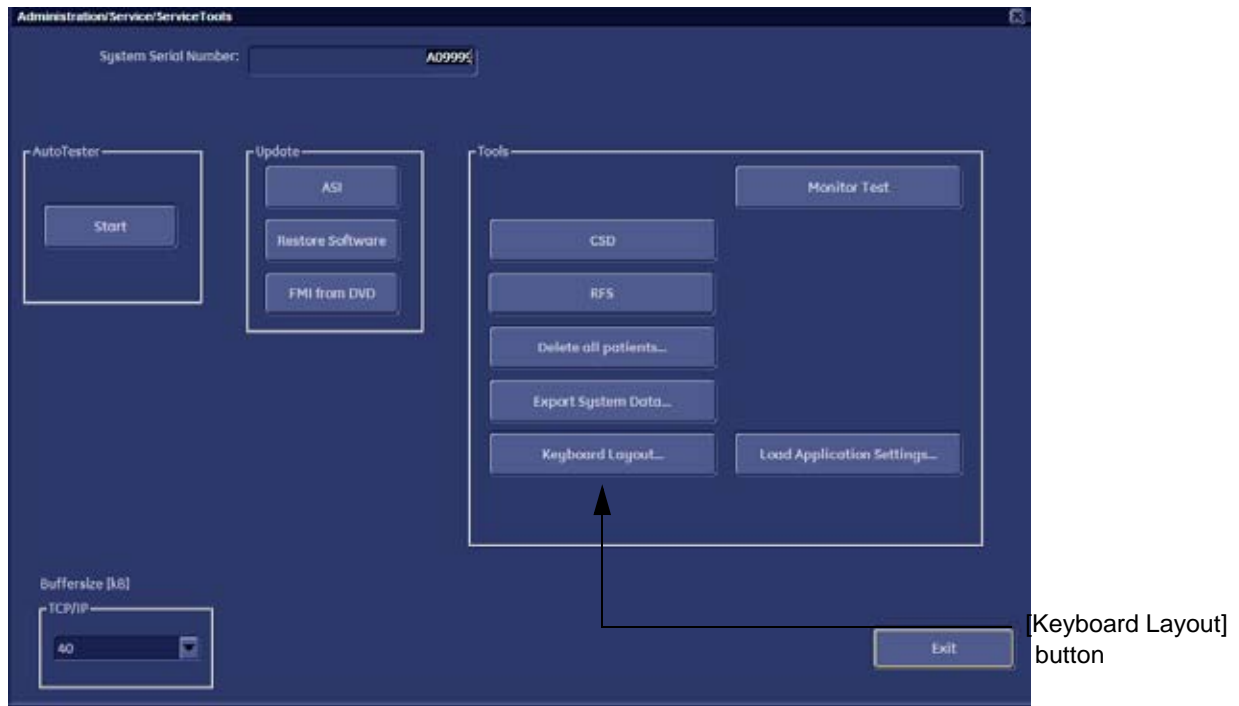 Administration/Service/ServiceTools
System Serial Number:
A09999
AutoTester
Start
Update
ASI
Restore Software
FMI from DVD
Tools
Monitor Test
CSD
RFS
Delete all patients...
Export System Data...
Keyboard Layout...
Load Application Settings...
Buffersize [kB]
TCP/IP
40
Exit
[Keyboard Layout]
button